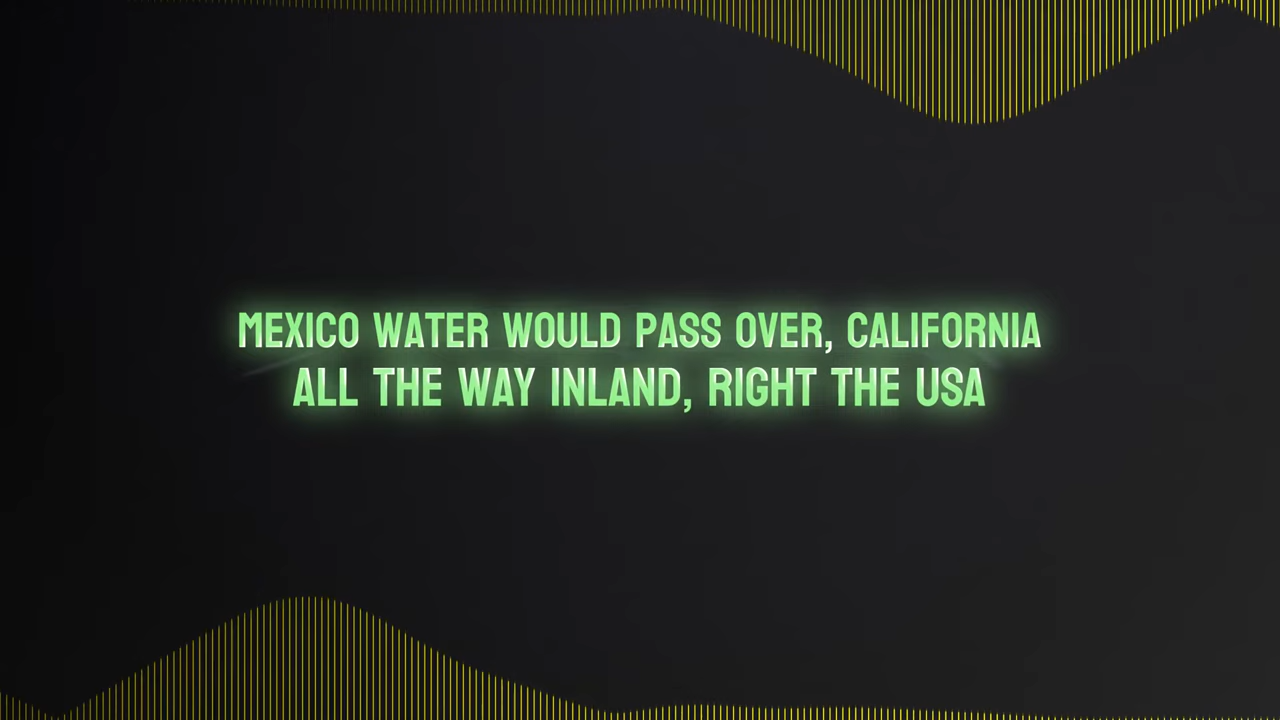 MEXICO WATER WOULD PASS OVER, CALIFORNIA
ALL THE WAY INLAND, RIGHT THE USA